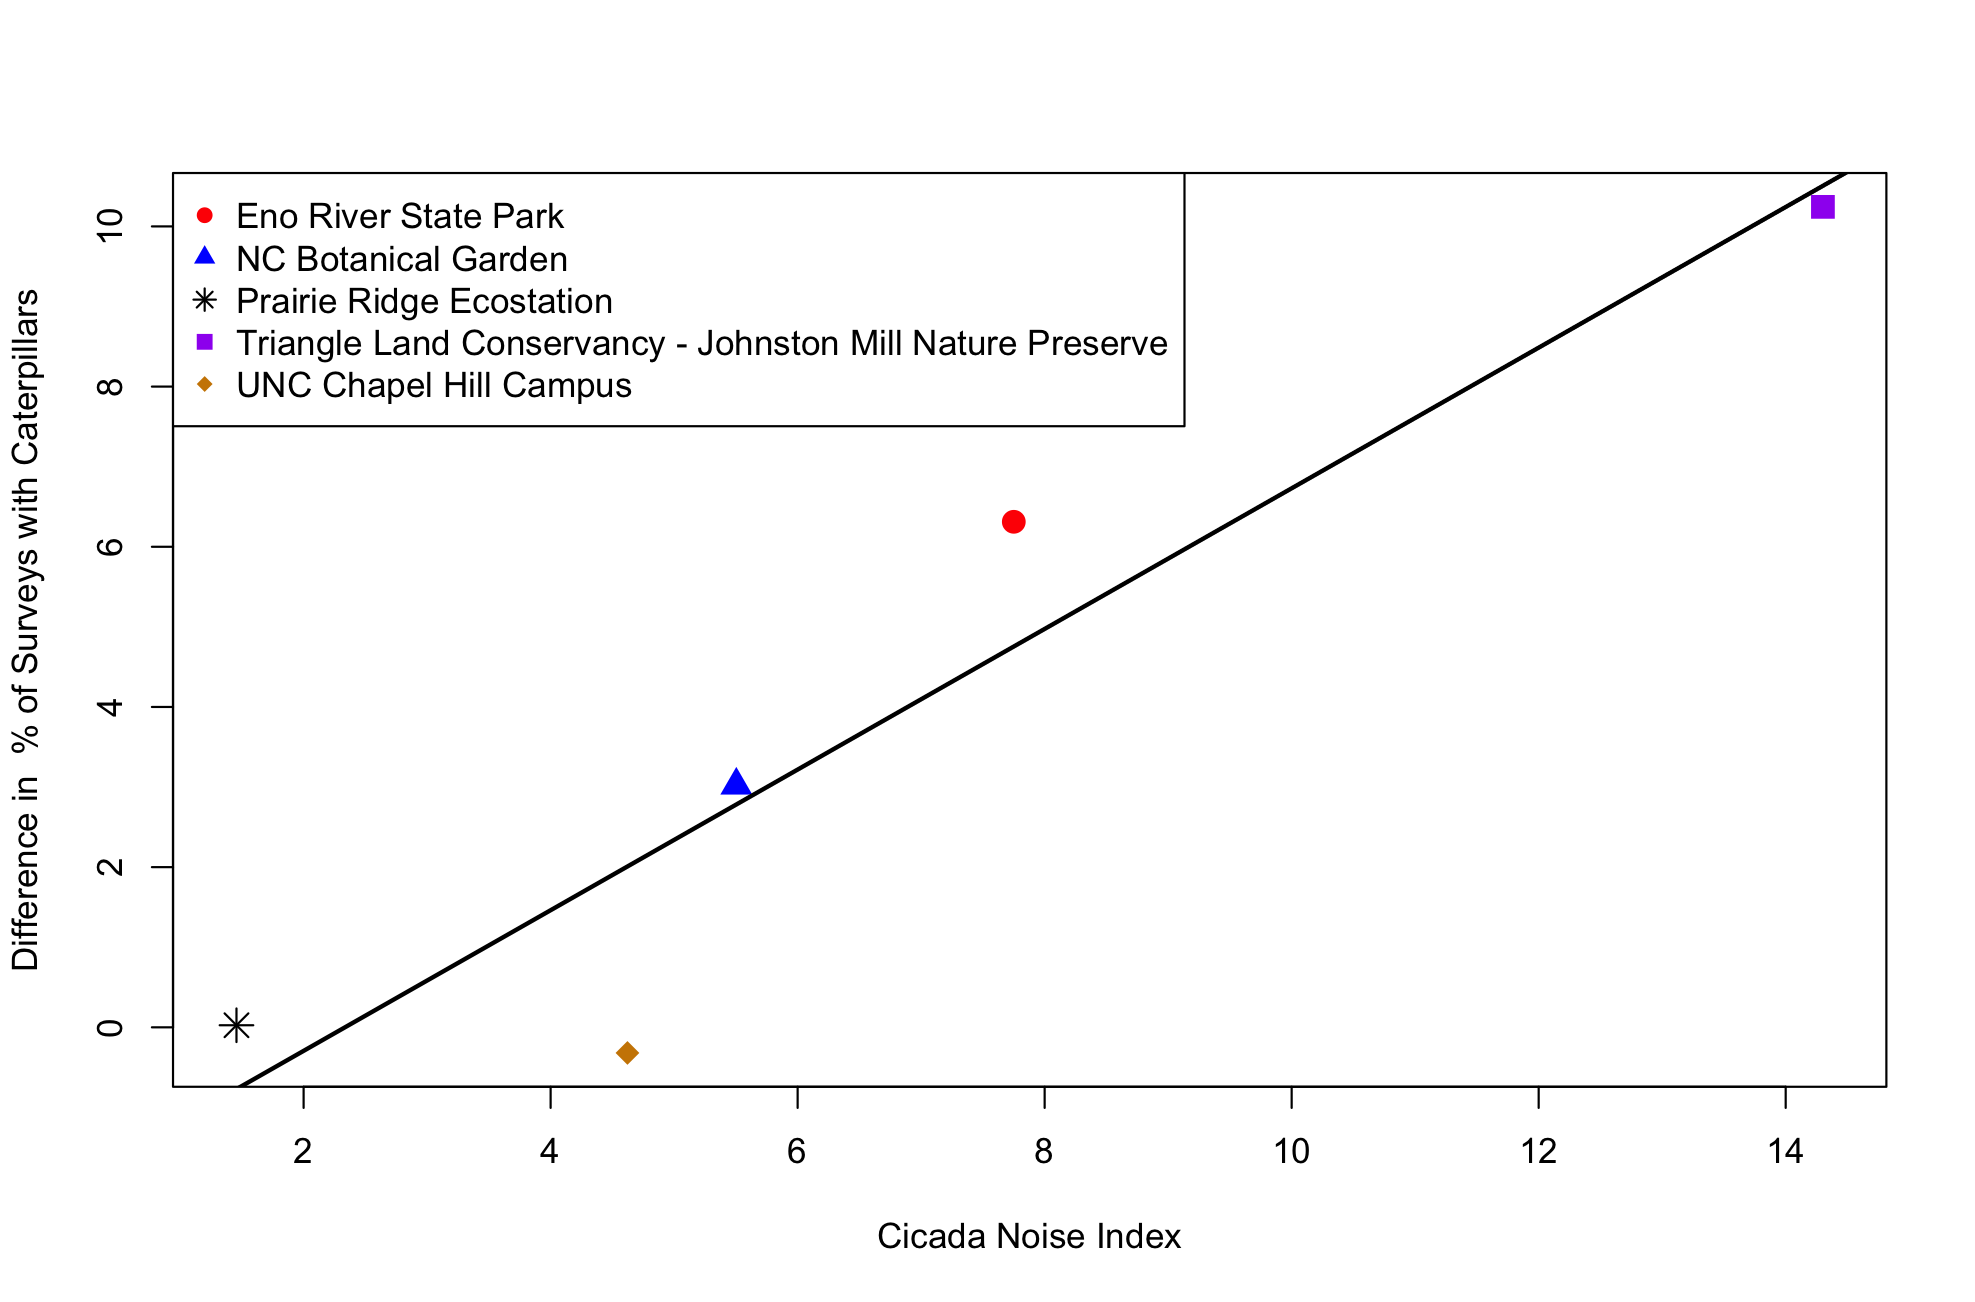 Eno River State Park
NC Botanical Garden
Prairie Ridge Ecostation
Triangle Land Conservancy - Johnston Mill Nature Preserve
UNC Chapel Hill Campus
Difference in  % of Surveys with Caterpillars
10
8
6
4
2
0
2 4 6 8 10 12 14
Cicada Noise Index